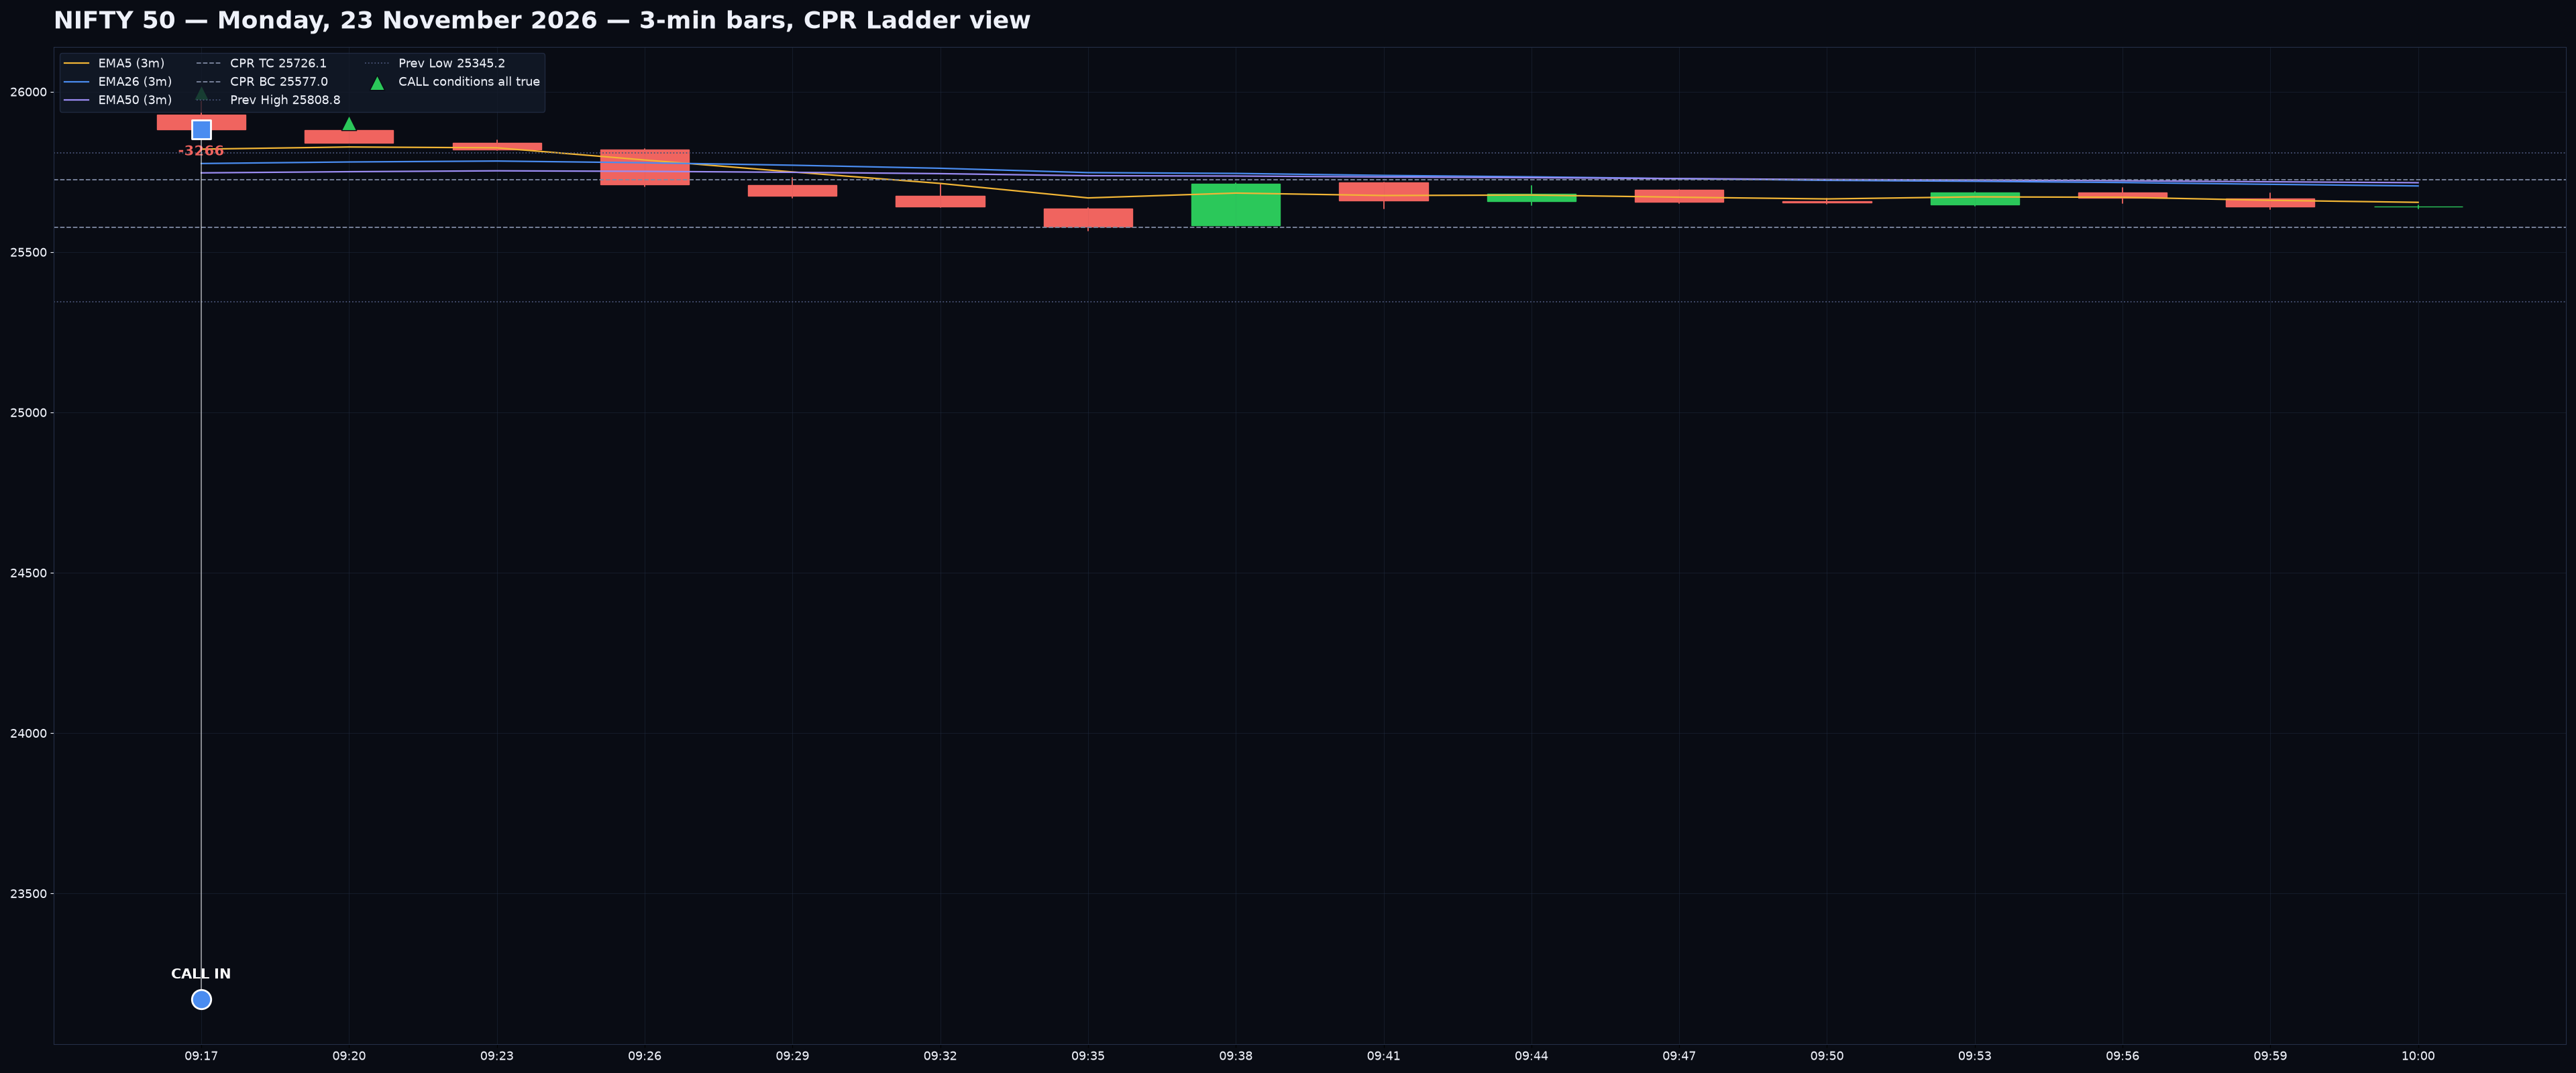 NIFTY 50 — Monday, 23 November 2026 — 3-min bars, CPR Ladder view
EMA5 (3m)
EMA26 (3m)
EMA50 (3m)
CPR TC 25726.1
CPR BC 25577.0
Prev High 25808.8
Prev Low 25345.2
CALL conditions all true
26000
25500
25000
24500
24000
23500
-3266
CALL IN
09:17 09:20 09:23 09:26 09:29 09:32 09:35 09:38 09:41 09:44 09:47 09:50 09:53 09:56 09:59 10:00